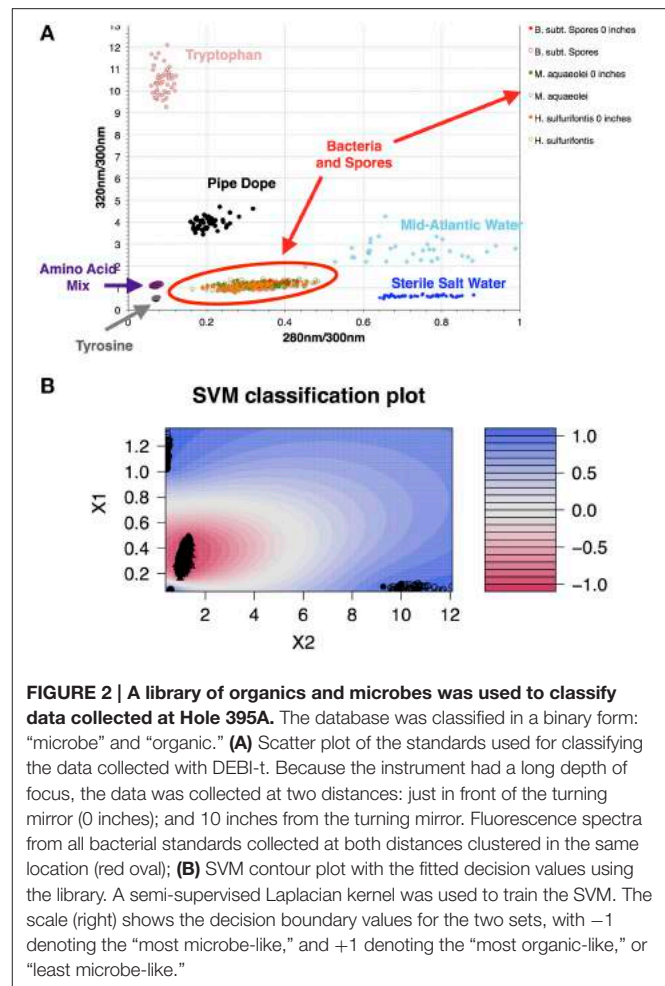 A
13
12
11
10
9
8
7
6
5
4
3
2
1
0
320nm/300nm
Tryptophan
Pipe Dope
Bacteria
and Spores
Mid-Atlantic Water
Amino Acid
Mix
Sterile Salt Water
Tyrosine
0.2
0.4
0.6
0.8
1
280nm/300nm
B. subt. Spores 0 inches
B. subt. Spores
M. aquaeolei 0 inches
M. aquaeolei
H. sulfurifontis 0 inches
H. sulfurifontis
B
SVM classification plot
1.2
1.0
0.8
0.6
0.4
0.2
X1
2
4
6
8
10
12
X2
1.0
0.5
0.0
−0.5
−1.0
FIGURE 2 | A library of organics and microbes was used to classify
data collected at Hole 395A. The database was classified in a binary form:
“microbe” and “organic.” (A) Scatter plot of the standards used for classifying
the data collected with DEBI-t. Because the instrument had a long depth of
focus, the data was collected at two distances: just in front of the turning
mirror (0 inches); and 10 inches from the turning mirror. Fluorescence spectra
from all bacterial standards collected at both distances clustered in the same
location (red oval); (B) SVM contour plot with the fitted decision values using
the library. A semi-supervised Laplacian kernel was used to train the SVM. The
scale (right) shows the decision boundary values for the two sets, with −1
denoting the “most microbe-like,” and +1 denoting the “most organic-like,” or
“least microbe-like.”